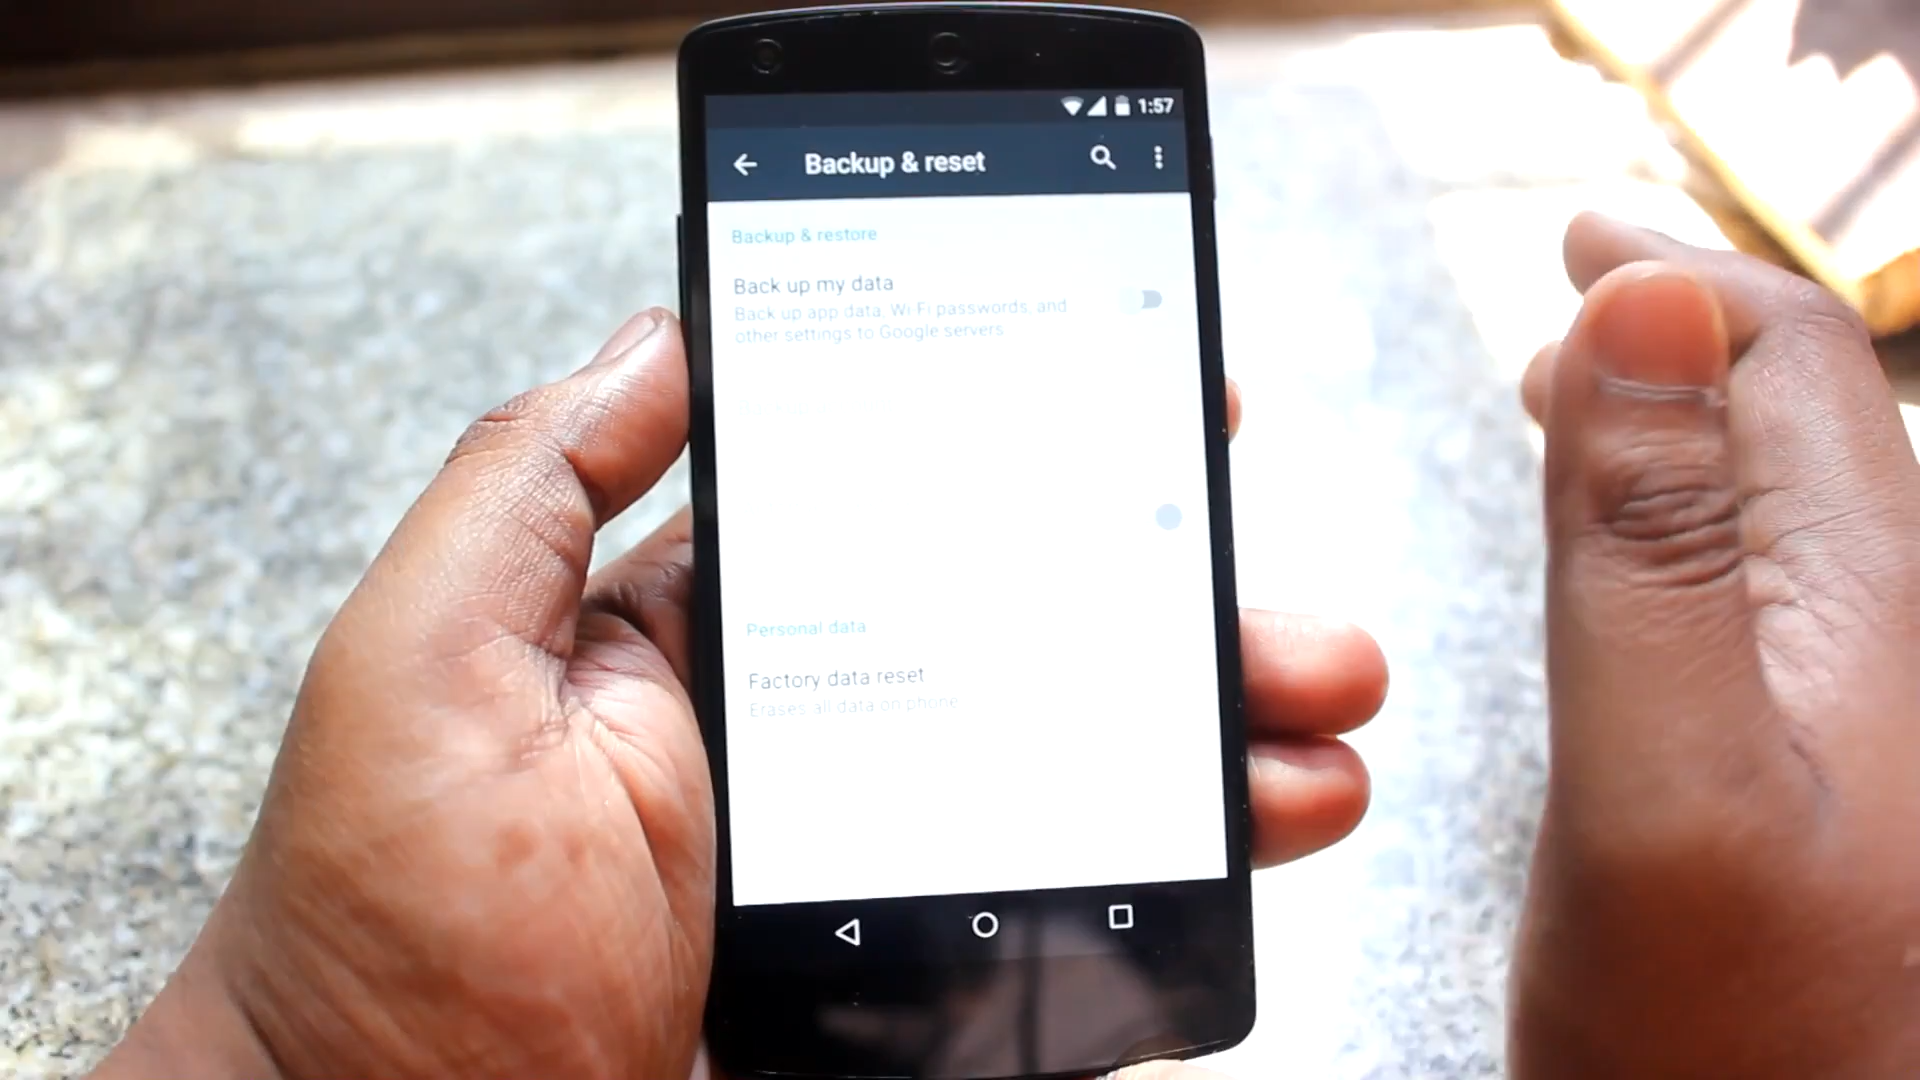 1:57
Backup & reset
Backup & restore
Back up my data
Back up app data, Wi-Fi passwords, and
other settings to Google servers
Personal data
Factory data reset
Erases all data on phone